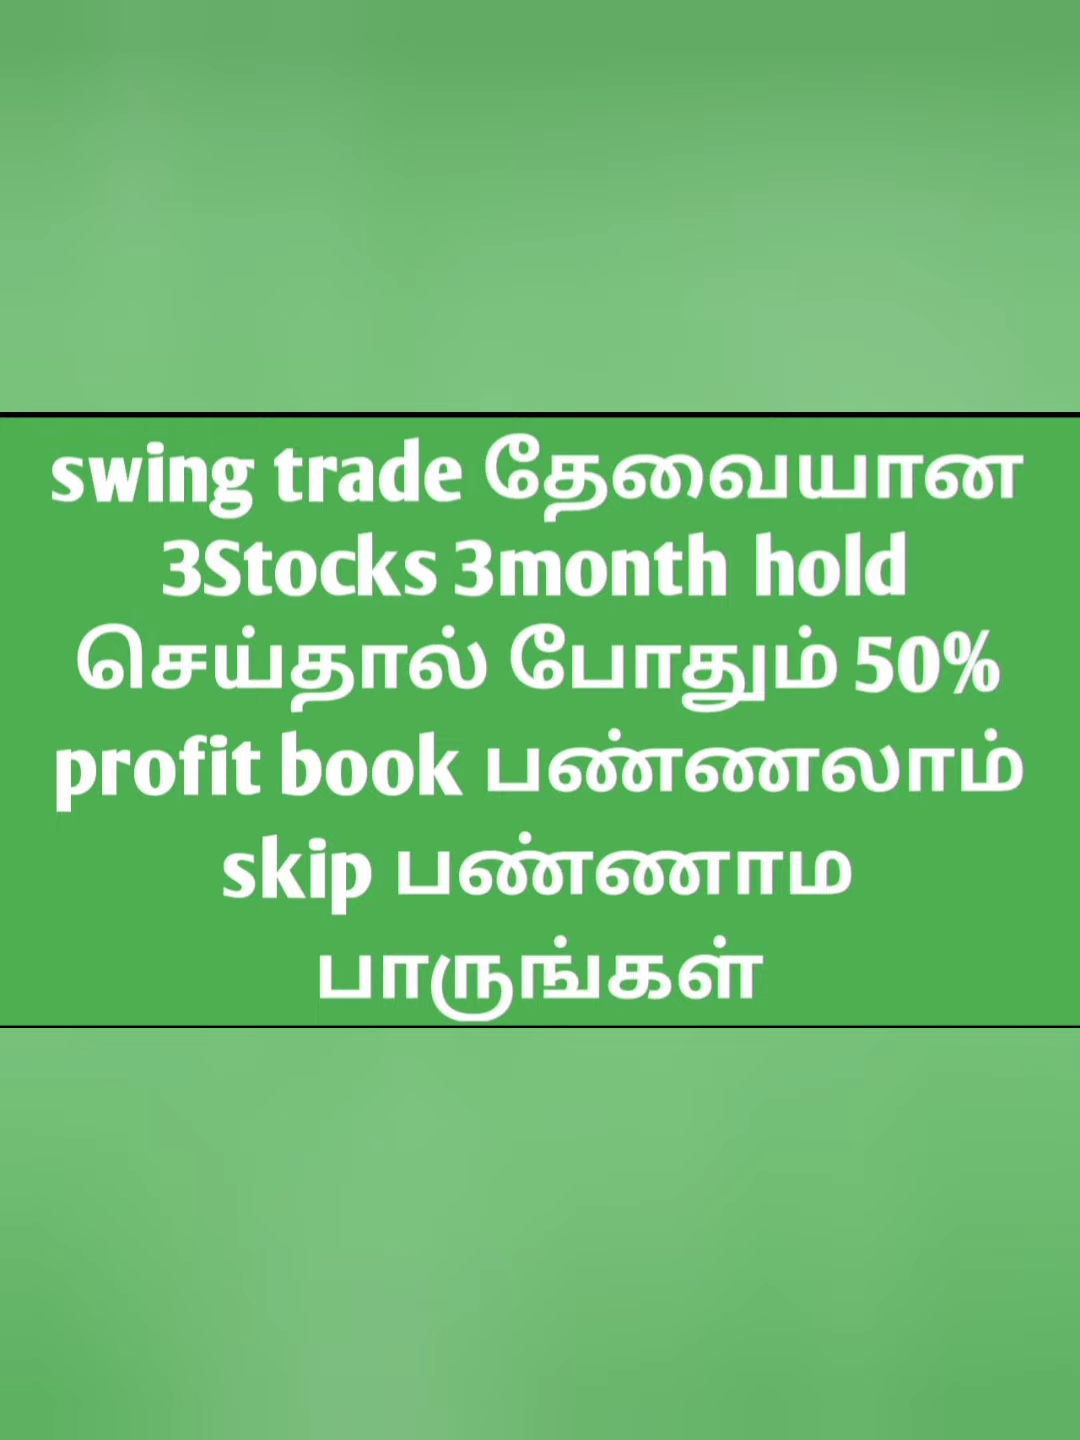 swing trade தேவையான
3Stocks 3month hold
செய்தால் போதும் 50%
profit book பண்ணலாம்
skip பண்ணாம
பாருங்கள்